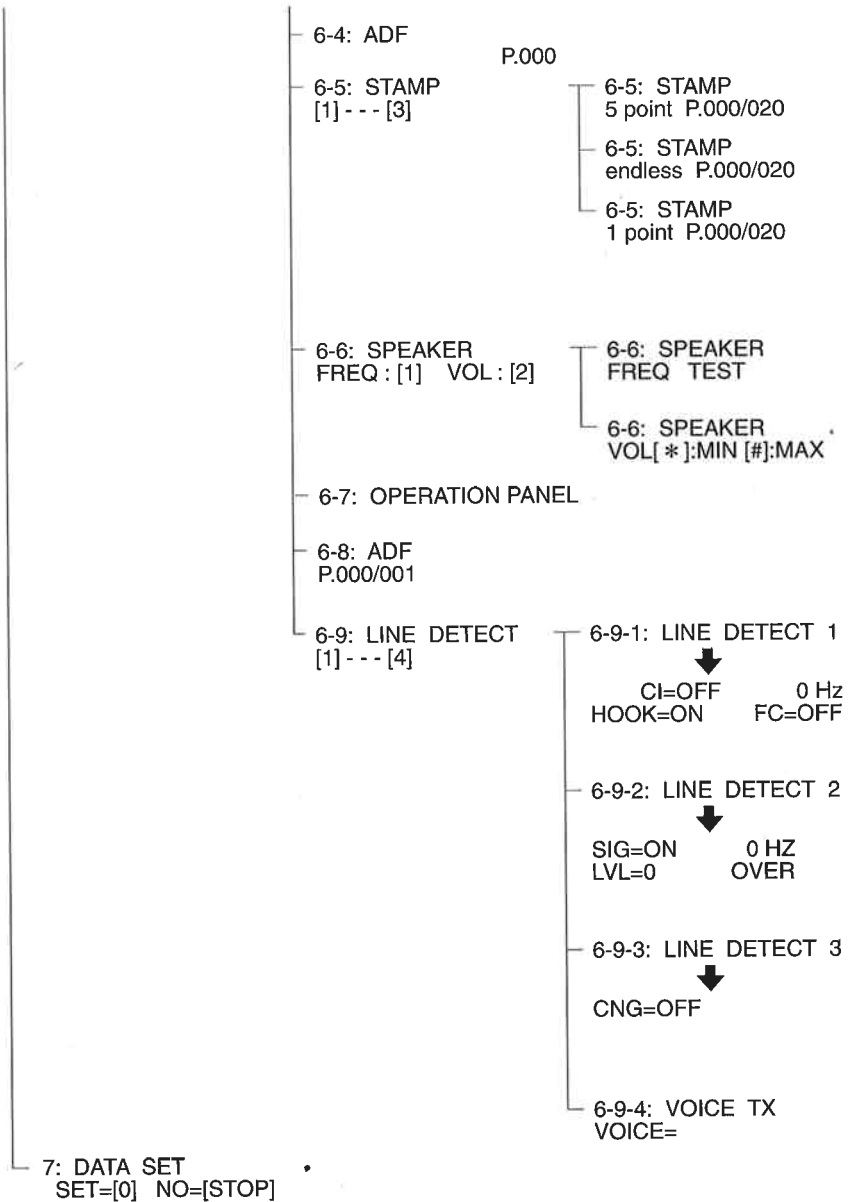 6-4: ADF
P.000
6-5: STAMP
[1] - - - [3]
6-5: STAMP
5 point P.000/020
6-5: STAMP
endless P.000/020
6-5: STAMP
1 point P.000/020
6-6: SPEAKER
FREQ : [1] VOL : [2]
6-6: SPEAKER
FREQ TEST
6-6: SPEAKER
VOL[ * ]:MIN [#]:MAX
6-7: OPERATION PANEL
6-8: ADF
P.000/001
6-9: LINE DETECT
[1] - - - [4]
6-9-1: LINE DETECT 1
CI=OFF 0 Hz
HOOK=ON FC=OFF
6-9-2: LINE DETECT 2
SIG=ON 0 HZ
LVL=0 OVER
6-9-3: LINE DETECT 3
CNG=OFF
6-9-4: VOICE TX
VOICE=
7: DATA SET
SET=[0] NO=[STOP]